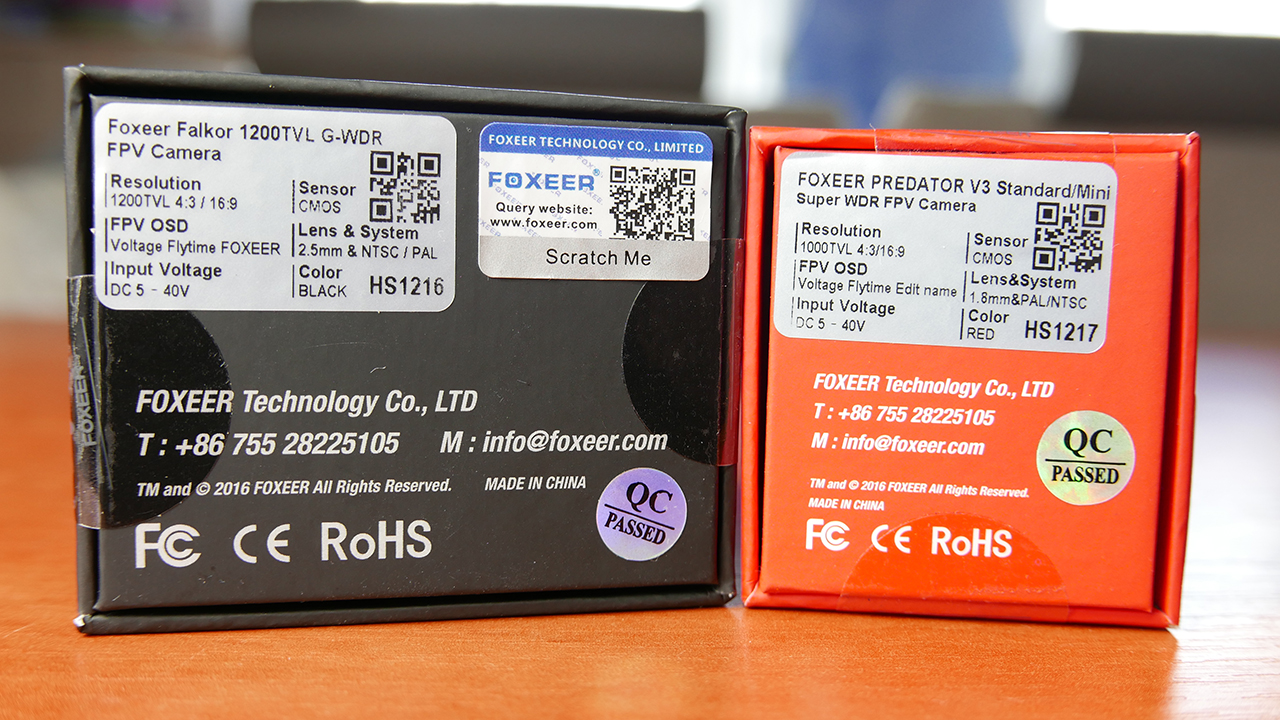 Foxeer Falkor 1200TVL G-WDR
FPV Camera
Resolution
1200TVL 4:3 / 16:9
Sensor
CMOS
FPV OSD
Voltage Flytime FOXEER
Lens & System
2.5mm & NTSC / PAL
Input Voltage
DC 5 - 40V
Color
BLACK
HS1216
FOXEER TECHNOLOGY CO., LIMITED
FOXEER
Query website:
www.foxeer.com
Scratch Me
FOXEER
FOXEER Technology Co., LTD
T : +86 755 28225105 M : info@foxeer.com
TM and © 2016 FOXEER All Rights Reserved. MADE IN CHINA
FC CE RoHS
QC
PASSED
FOXEER PREDATOR V3 Standard/Mini
Super WDR FPV Camera
Resolution
1000TVL 4:3/16:9
Sensor
CMOS
FPV OSD
Voltage Flytime Edit name
Lens&System
1.8mm&PAL/NTSC
Input Voltage
DC 5 - 40V
Color
RED
HS1217
FOXEER Technology Co., LTD
T : +86 755 28225105
M : info@foxeer.com
TM and © 2016 FOXEER All Rights Reserved.
MADE IN CHINA
FC CE RoHS
QC
PASSED